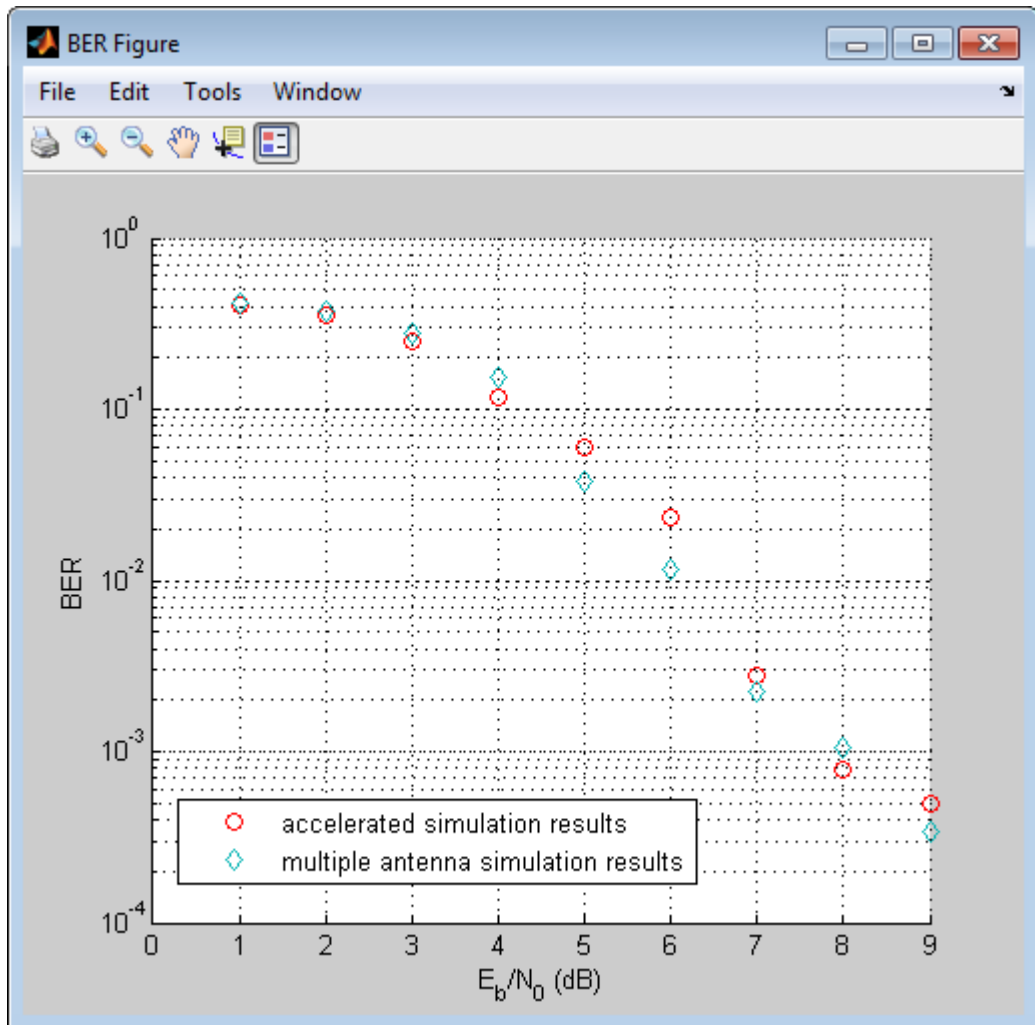 BER Figure
File Edit Tools Window
10^0
10^-1
10^-2
10^-3
10^-4
BER
accelerated simulation results
multiple antenna simulation results
0 1 2 3 4 5 6 7 8 9
E_b/N_0 (dB)